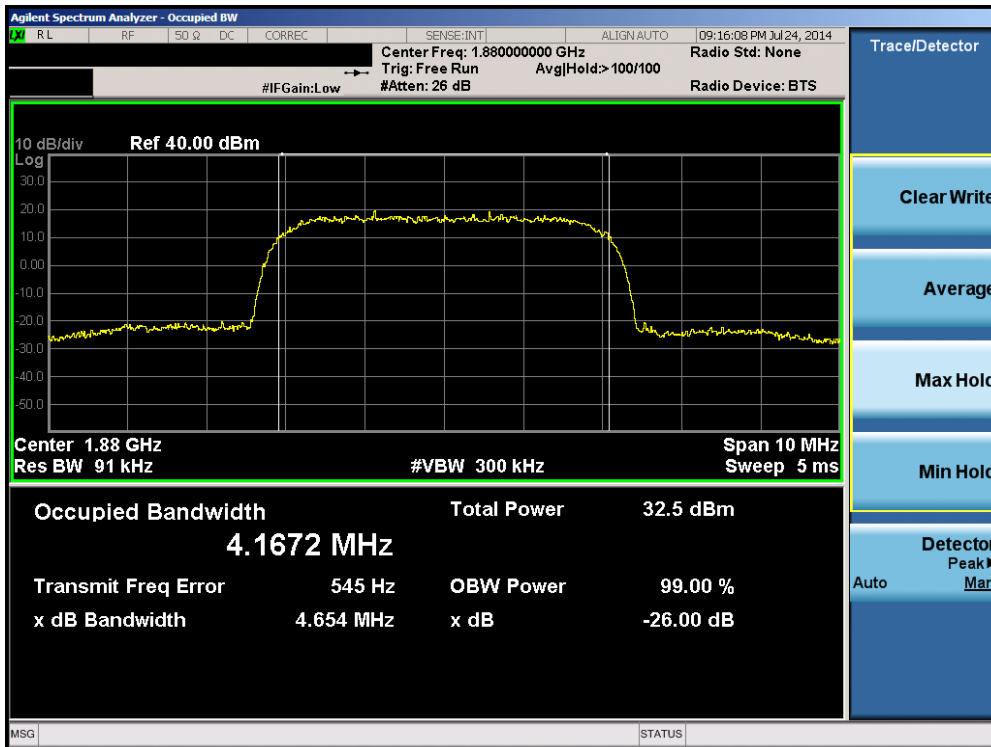 Agilent Spectrum Analyzer - Occupied BW
LXI RL RF 50 Ω DC CORREC SENSE:INT ALIGN AUTO 09:16:08 PM Jul 24, 2014
Center Freq: 1.880000000 GHz Radio Std: None
Trig: Free Run Avg|Hold:> 100/100
#IFGain:Low #Atten: 26 dB Radio Device: BTS
10 dB/div Ref 40.00 dBm
Log
30.0
20.0
10.0
0.00
-10.0
-20.0
-30.0
-40.0
-50.0
Center 1.88 GHz Span 10 MHz
Res BW 91 kHz #VBW 300 kHz Sweep 5 ms
Occupied Bandwidth Total Power 32.5 dBm
4.1672 MHz
Transmit Freq Error 545 Hz OBW Power 99.00 %
x dB Bandwidth 4.654 MHz x dB -26.00 dB
MSG STATUS
Trace/Detector
Clear Write
Average
Max Hold
Min Hold
Detector
Peak
Auto Man